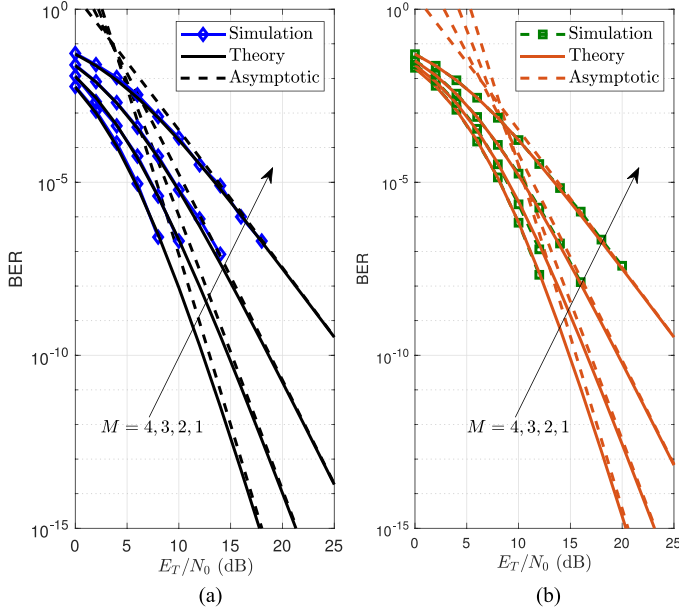 10^0
10^-5
10^-10
10^-15
BER
0 5 10 15 20 25
E_T/N_0 (dB)
Simulation
Theory
Asymptotic
M = 4, 3, 2, 1
(a)
10^0
10^-5
10^-10
10^-15
BER
0 5 10 15 20 25
E_T/N_0 (dB)
Simulation
Theory
Asymptotic
M = 4, 3, 2, 1
(b)